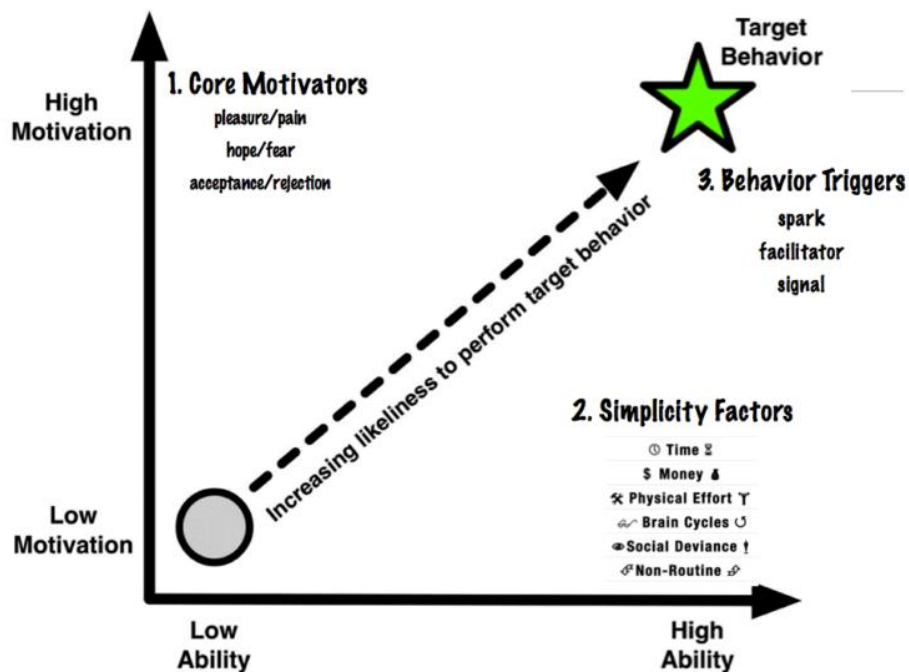 Target
Behavior
1. Core Motivators
High
Motivation
pleasure/pain
hope/fear
acceptance/rejection
3. Behavior Triggers
spark
facilitator
signal
Increasing likeliness to perform target behavior
2. Simplicity Factors
Time
$ Money
Physical Effort
Brain Cycles
Social Deviance
Non-Routine
Low
Motivation
Low
Ability
High
Ability